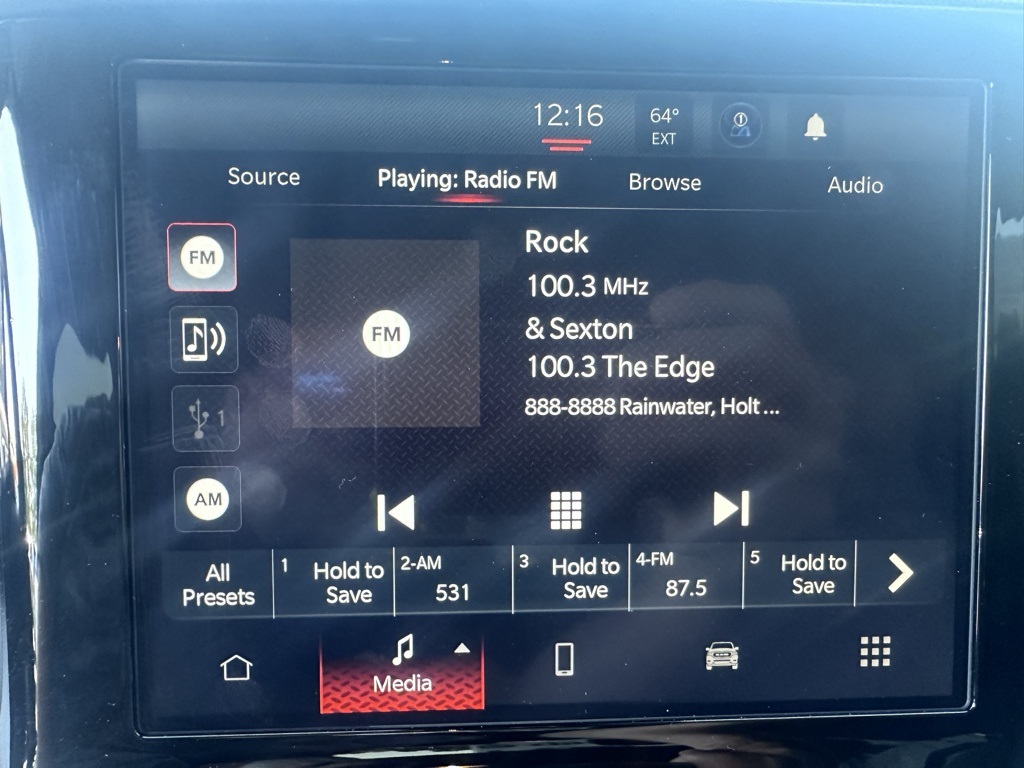 12:16
64°
EXT
1
Source
Playing: Radio FM
Browse
Audio
FM
FM
1
AM
Rock
100.3 MHz
& Sexton
100.3 The Edge
888-8888 Rainwater, Holt ...
All
Presets
1
Hold to
Save
2-AM
531
3
Hold to
Save
4-FM
87.5
5
Hold to
Save
Media